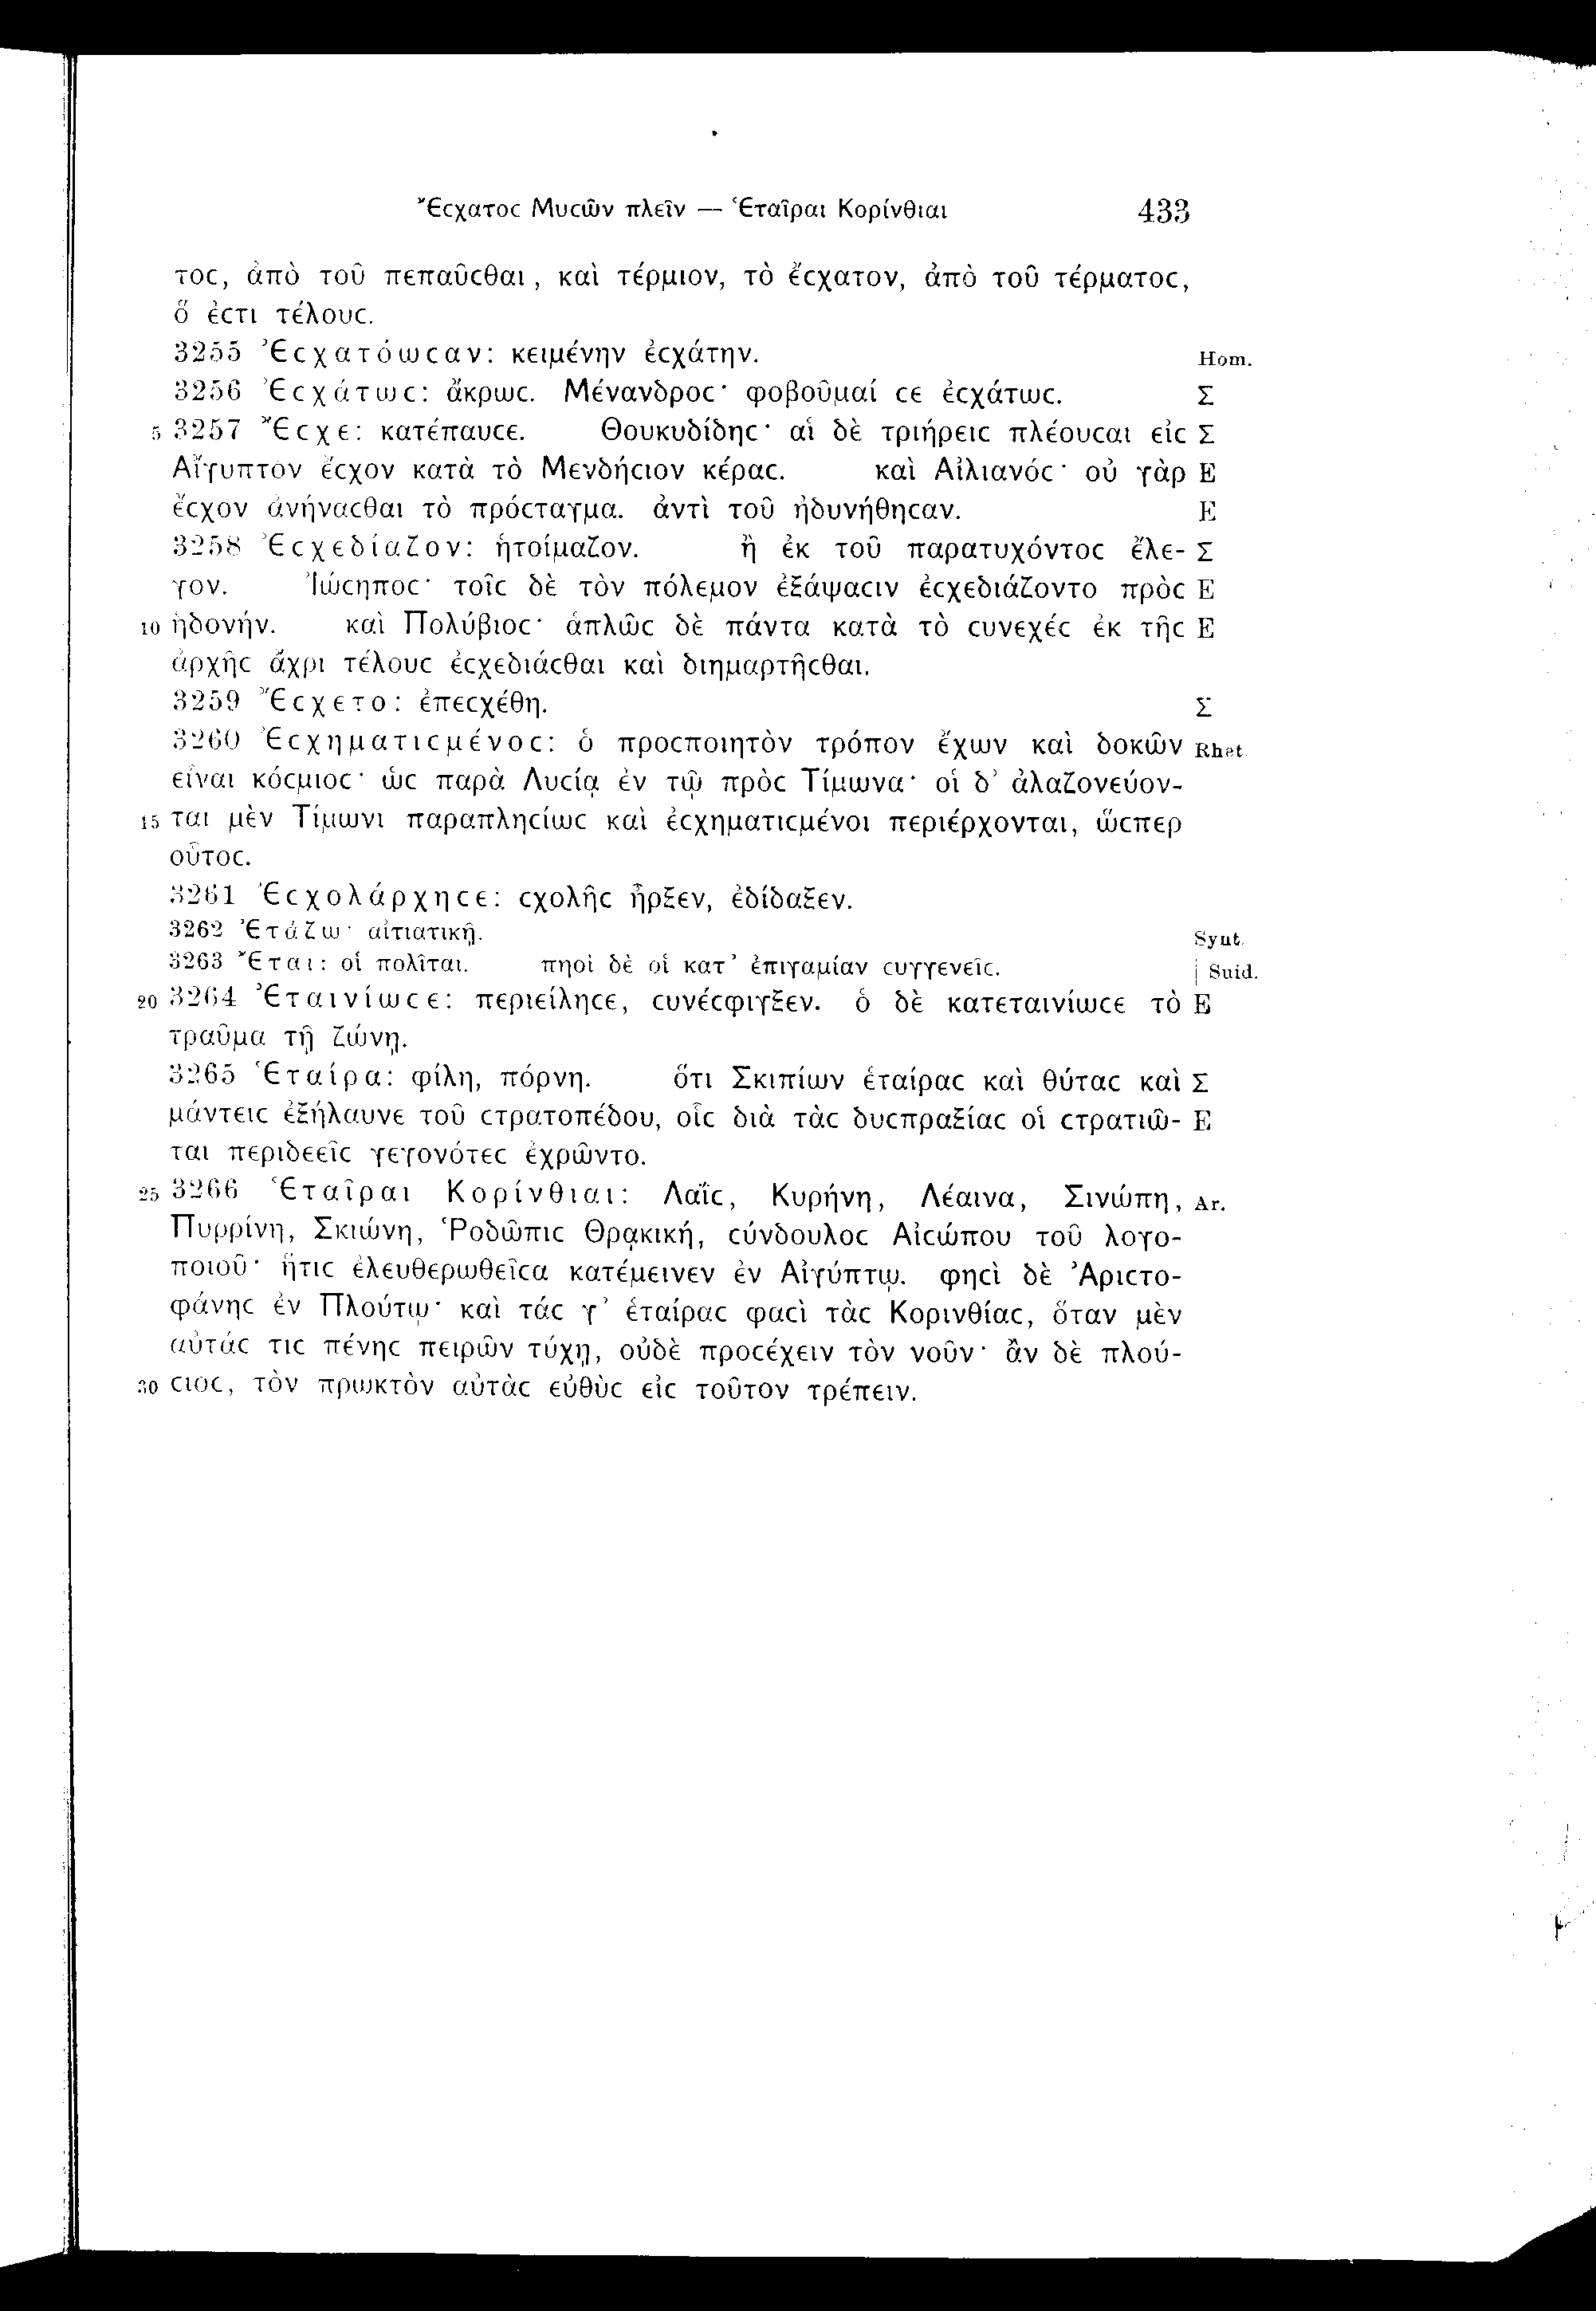 Ἔϲχατοϲ Μυϲῶν πλεῖν — Ἑταῖραι Κορίνθιαι 433
τοϲ, ἀπὸ τοῦ πεπαῦϲθαι, καὶ τέρμιον, τὸ ἔϲχατον, ἀπὸ τοῦ τέρματοϲ,
ὅ ἐϲτι τέλουϲ.
3255 Ἐϲχατόωϲαν: κειμένην ἐϲχάτην. Hom.
3256 Ἐϲχάτωϲ: ἄκρωϲ. Μένανδροϲ· φοβοῦμαί ϲε ἐϲχάτωϲ. Σ
5 3257 Ἔϲχε: κατέπαυϲε. Θουκυδίδηϲ· αἱ δὲ τριήρειϲ πλέουϲαι εἰϲ Σ
Αἴγυπτον ἔϲχον κατὰ τὸ Μενδήϲιον κέραϲ. καὶ Αἰλιανόϲ· οὐ γὰρ E
ἔϲχον ἀνήναϲθαι τὸ πρόϲταγμα. ἀντὶ τοῦ ἠδυνήθηϲαν. E
3258 Ἐϲχεδίαζον: ἡτοίμαζον. ἢ ἐκ τοῦ παρατυχόντοϲ ἔλε- Σ
γον. Ἰώϲηποϲ· τοῖϲ δὲ τὸν πόλεμον ἐξάψαϲιν ἐϲχεδιάζοντο πρὸϲ E
10 ἡδονήν. καὶ Πολύβιοϲ· ἁπλῶϲ δὲ πάντα κατὰ τὸ ϲυνεχέϲ ἐκ τῆϲ E
ἀρχῆϲ ἄχρι τέλουϲ ἐϲχεδιάϲθαι καὶ διημαρτῆϲθαι.
3259 Ἔϲχετο: ἐπεϲχέθη. Σ
3260 Ἐϲχηματιϲμένοϲ: ὁ προϲποιητὸν τρόπον ἔχων καὶ δοκῶν Rhet.
εἶναι κόϲμιοϲ· ὡϲ παρὰ Λυϲίᾳ ἐν τῷ πρὸϲ Τίμωνα· οἱ δ’ ἀλαζονεύον-
15 ται μὲν Τίμωνι παραπληϲίωϲ καὶ ἐϲχηματιϲμένοι περιέρχονται, ὥϲπερ
οὗτοϲ.
3261 Ἐϲχολάρχηϲε: ϲχολῆϲ ἦρξεν, ἐδίδαξεν.
3262 Ἐτάζω· αἰτιατικῇ. Synt.
3263 Ἔται: οἱ πολῖται. πηοὶ δὲ οἱ κατ’ ἐπιγαμίαν ϲυγγενεῖϲ. | Suid.
20 3264 Ἐταινίωϲε: περιείληϲε, ϲυνέϲφιγξεν. ὁ δὲ κατεταινίωϲε τὸ E
τραῦμα τῇ ζώνῃ.
3265 Ἑταίρα: φίλη, πόρνη. ὅτι Σκιπίων ἑταίραϲ καὶ θύταϲ καὶ Σ
μάντειϲ ἐξήλαυνε τοῦ ϲτρατοπέδου, οἷϲ διὰ τὰϲ δυϲπραξίαϲ οἱ ϲτρατιῶ- E
ται περιδεεῖϲ γεγονότεϲ ἐχρῶντο.
25 3266 Ἑταῖραι Κορίνθιαι: Λαΐϲ, Κυρήνη, Λέαινα, Σινώπη, Ar.
Πυρρίνη, Σκιώνη, Ῥοδῶπιϲ Θρᾳκική, ϲύνδουλοϲ Αἰϲώπου τοῦ λογο-
ποιοῦ· ἥτιϲ ἐλευθερωθεῖϲα κατέμεινεν ἐν Αἰγύπτῳ. φηϲὶ δὲ Ἀριϲτο-
φάνηϲ ἐν Πλούτῳ· καὶ τάϲ γ’ ἑταίραϲ φαϲὶ τὰϲ Κορινθίαϲ, ὅταν μὲν
αὐτάϲ τιϲ πένηϲ πειρῶν τύχῃ, οὐδὲ προϲέχειν τὸν νοῦν· ἂν δὲ πλού-
30 ϲιοϲ, τὸν πρωκτὸν αὐτὰϲ εὐθὺϲ εἰϲ τοῦτον τρέπειν.